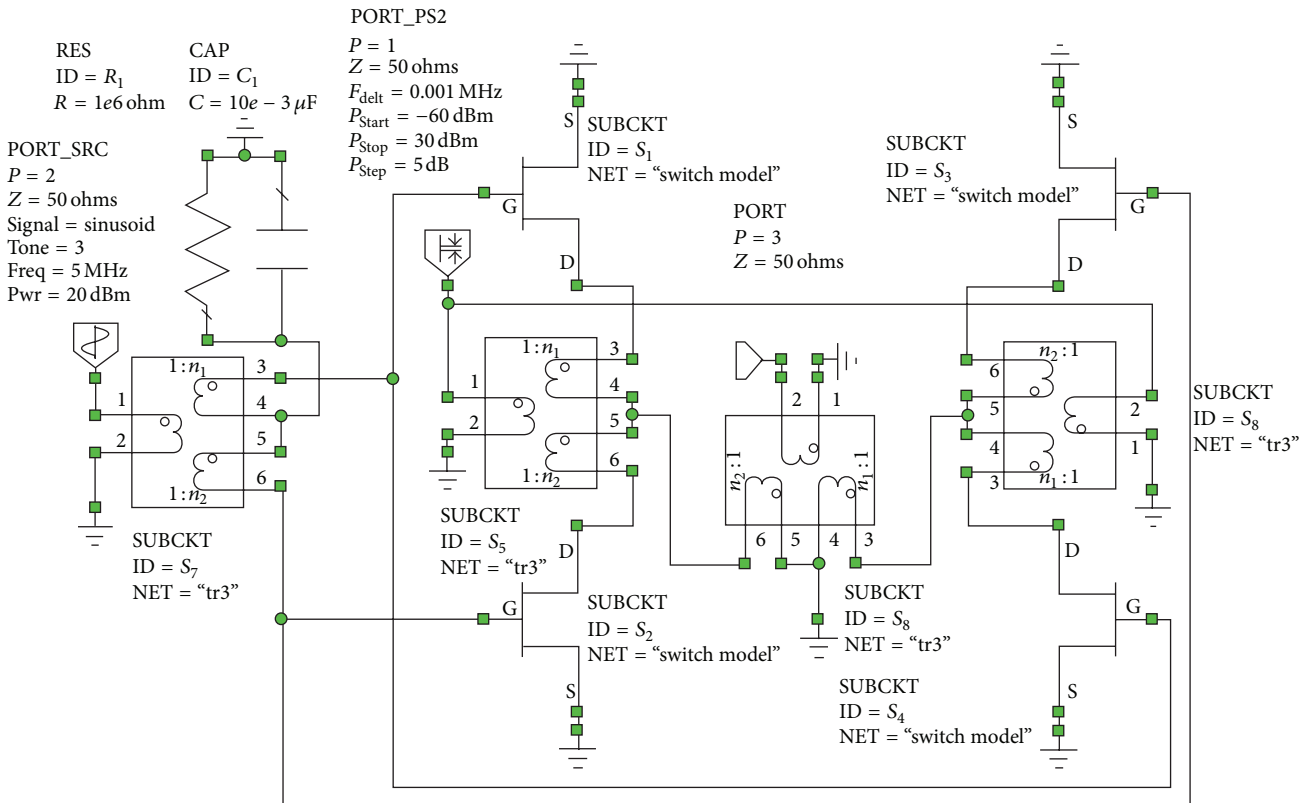 PORT_PS2
P = 1
Z = 50 ohms
F_delt = 0.001 MHz
P_Start = −60 dBm
P_Stop = 30 dBm
P_Step = 5 dB
RES
ID = R_1
R = 1e6 ohm
CAP
ID = C_1
C = 10e − 3 μF
PORT_SRC
P = 2
Z = 50 ohms
Signal = sinusoid
Tone = 3
Freq = 5 MHz
Pwr = 20 dBm
S
SUBCKT
ID = S_1
NET = “switch model”
G
D
S
SUBCKT
ID = S_3
NET = “switch model”
G
D
PORT
P = 3
Z = 50 ohms
1:n_1
3
4
1
2
5
6
1:n_2
SUBCKT
ID = S_7
NET = “tr3”
1:n_1
3
4
1
2
5
6
1:n_2
SUBCKT
ID = S_5
NET = “tr3”
2
1
n_2:1
n_1:1
6
5
4
3
SUBCKT
ID = S_8
NET = “tr3”
n_2:1
6
5
4
3
2
1
n_1:1
SUBCKT
ID = S_8
NET = “tr3”
D
G
SUBCKT
ID = S_2
NET = “switch model”
S
D
G
S
SUBCKT
ID = S_4
NET = “switch model”